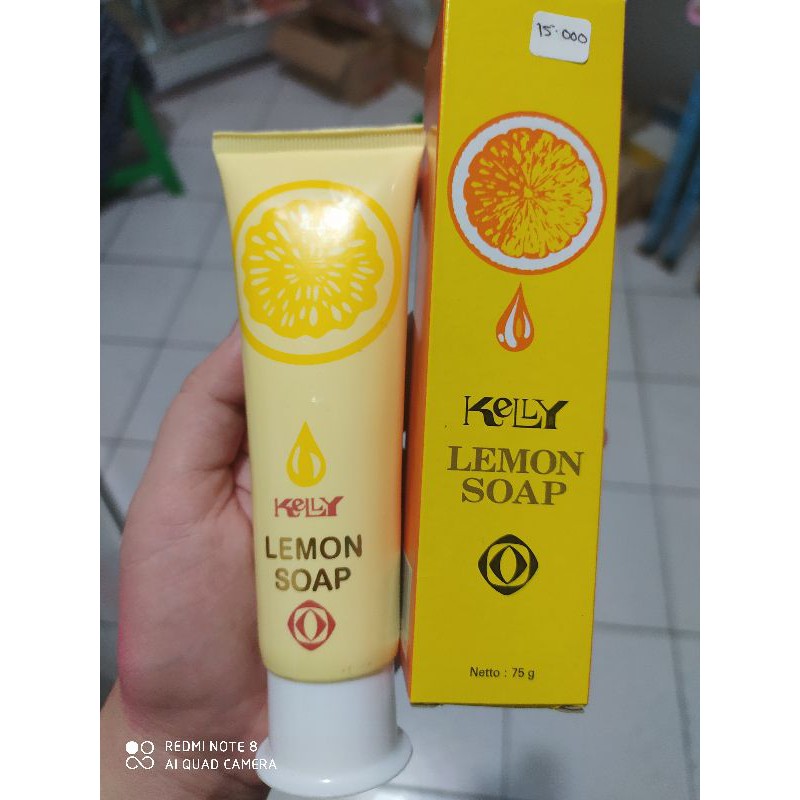 15.000
KELLY
LEMON
SOAP
Netto : 75 g
KELLY
LEMON
SOAP
REDMI NOTE 8
AI QUAD CAMERA